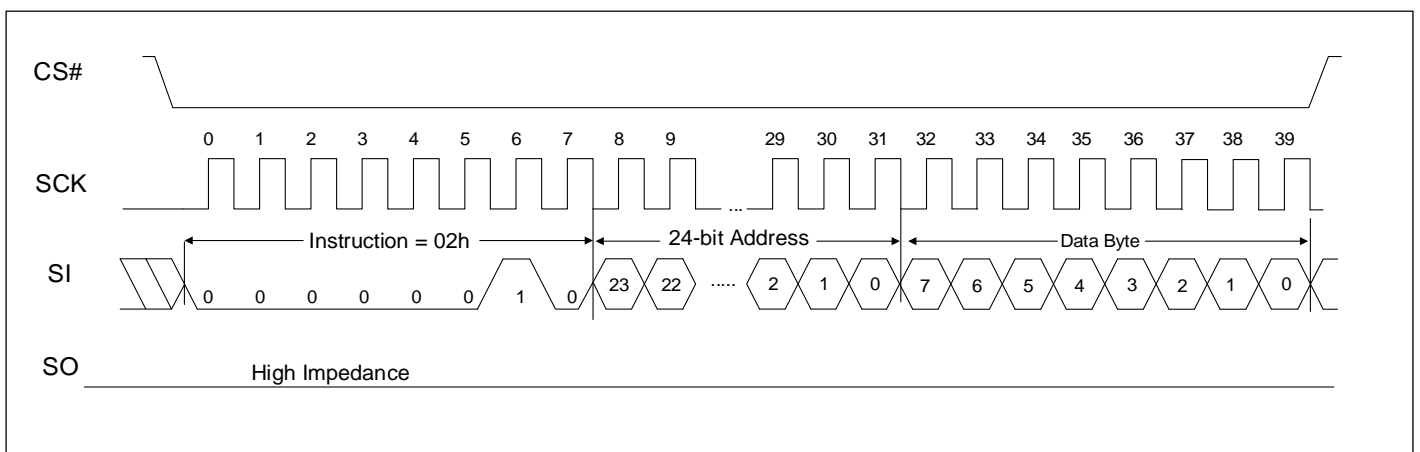 CS#
0 1 2 3 4 5 6 7 8 9 29 30 31 32 33 34 35 36 37 38 39
SCK
...
Instruction = 02h 24-bit Address Data Byte
SI
0 0 0 0 0 0 1 0 23 22 ..... 2 1 0 7 6 5 4 3 2 1 0
SO
High Impedance